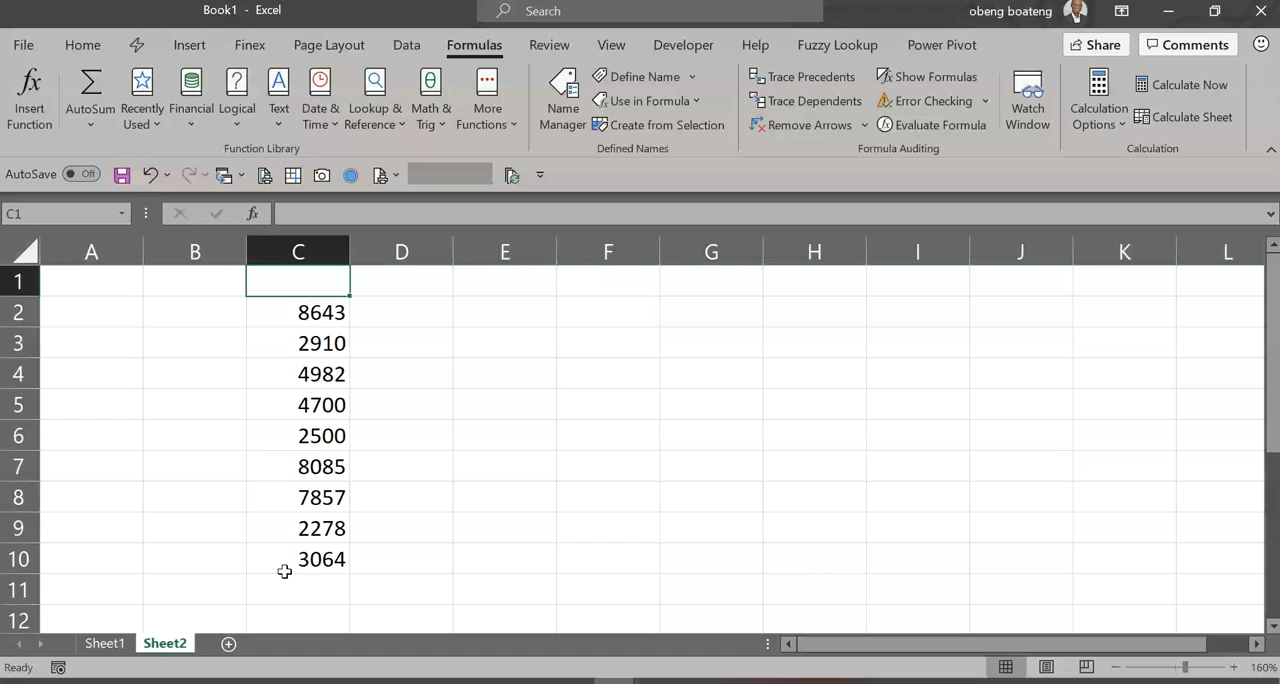 Book1 - Excel
Search
obeng boateng
File Home Insert Finex Page Layout Data Formulas Review View Developer Help Fuzzy Lookup Power Pivot Share Comments
Insert Function
AutoSum
Recently Used
Financial
Logical
Text
Date & Time
Lookup & Reference
Math & Trig
More Functions
Function Library
Name Manager
Define Name
Use in Formula
Create from Selection
Defined Names
Trace Precedents
Trace Dependents
Remove Arrows
Show Formulas
Error Checking
Evaluate Formula
Formula Auditing
Watch Window
Calculation Options
Calculate Now
Calculate Sheet
Calculation
AutoSave Off
C1 fx
A B C D E F G H I J K L
1
2 8643
3 2910
4 4982
5 4700
6 2500
7 8085
8 7857
9 2278
10 3064
11
12
Sheet1 Sheet2
Ready 160%